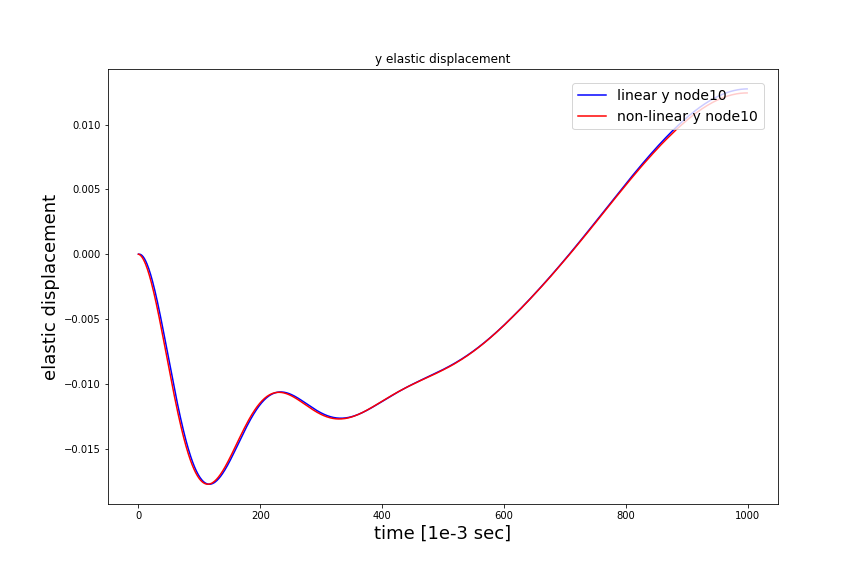 y elastic displacement
linear y node10
non-linear y node10
elastic displacement
0.010
0.005
0.000
−0.005
−0.010
−0.015
0 200 400 600 800 1000
time [1e-3 sec]